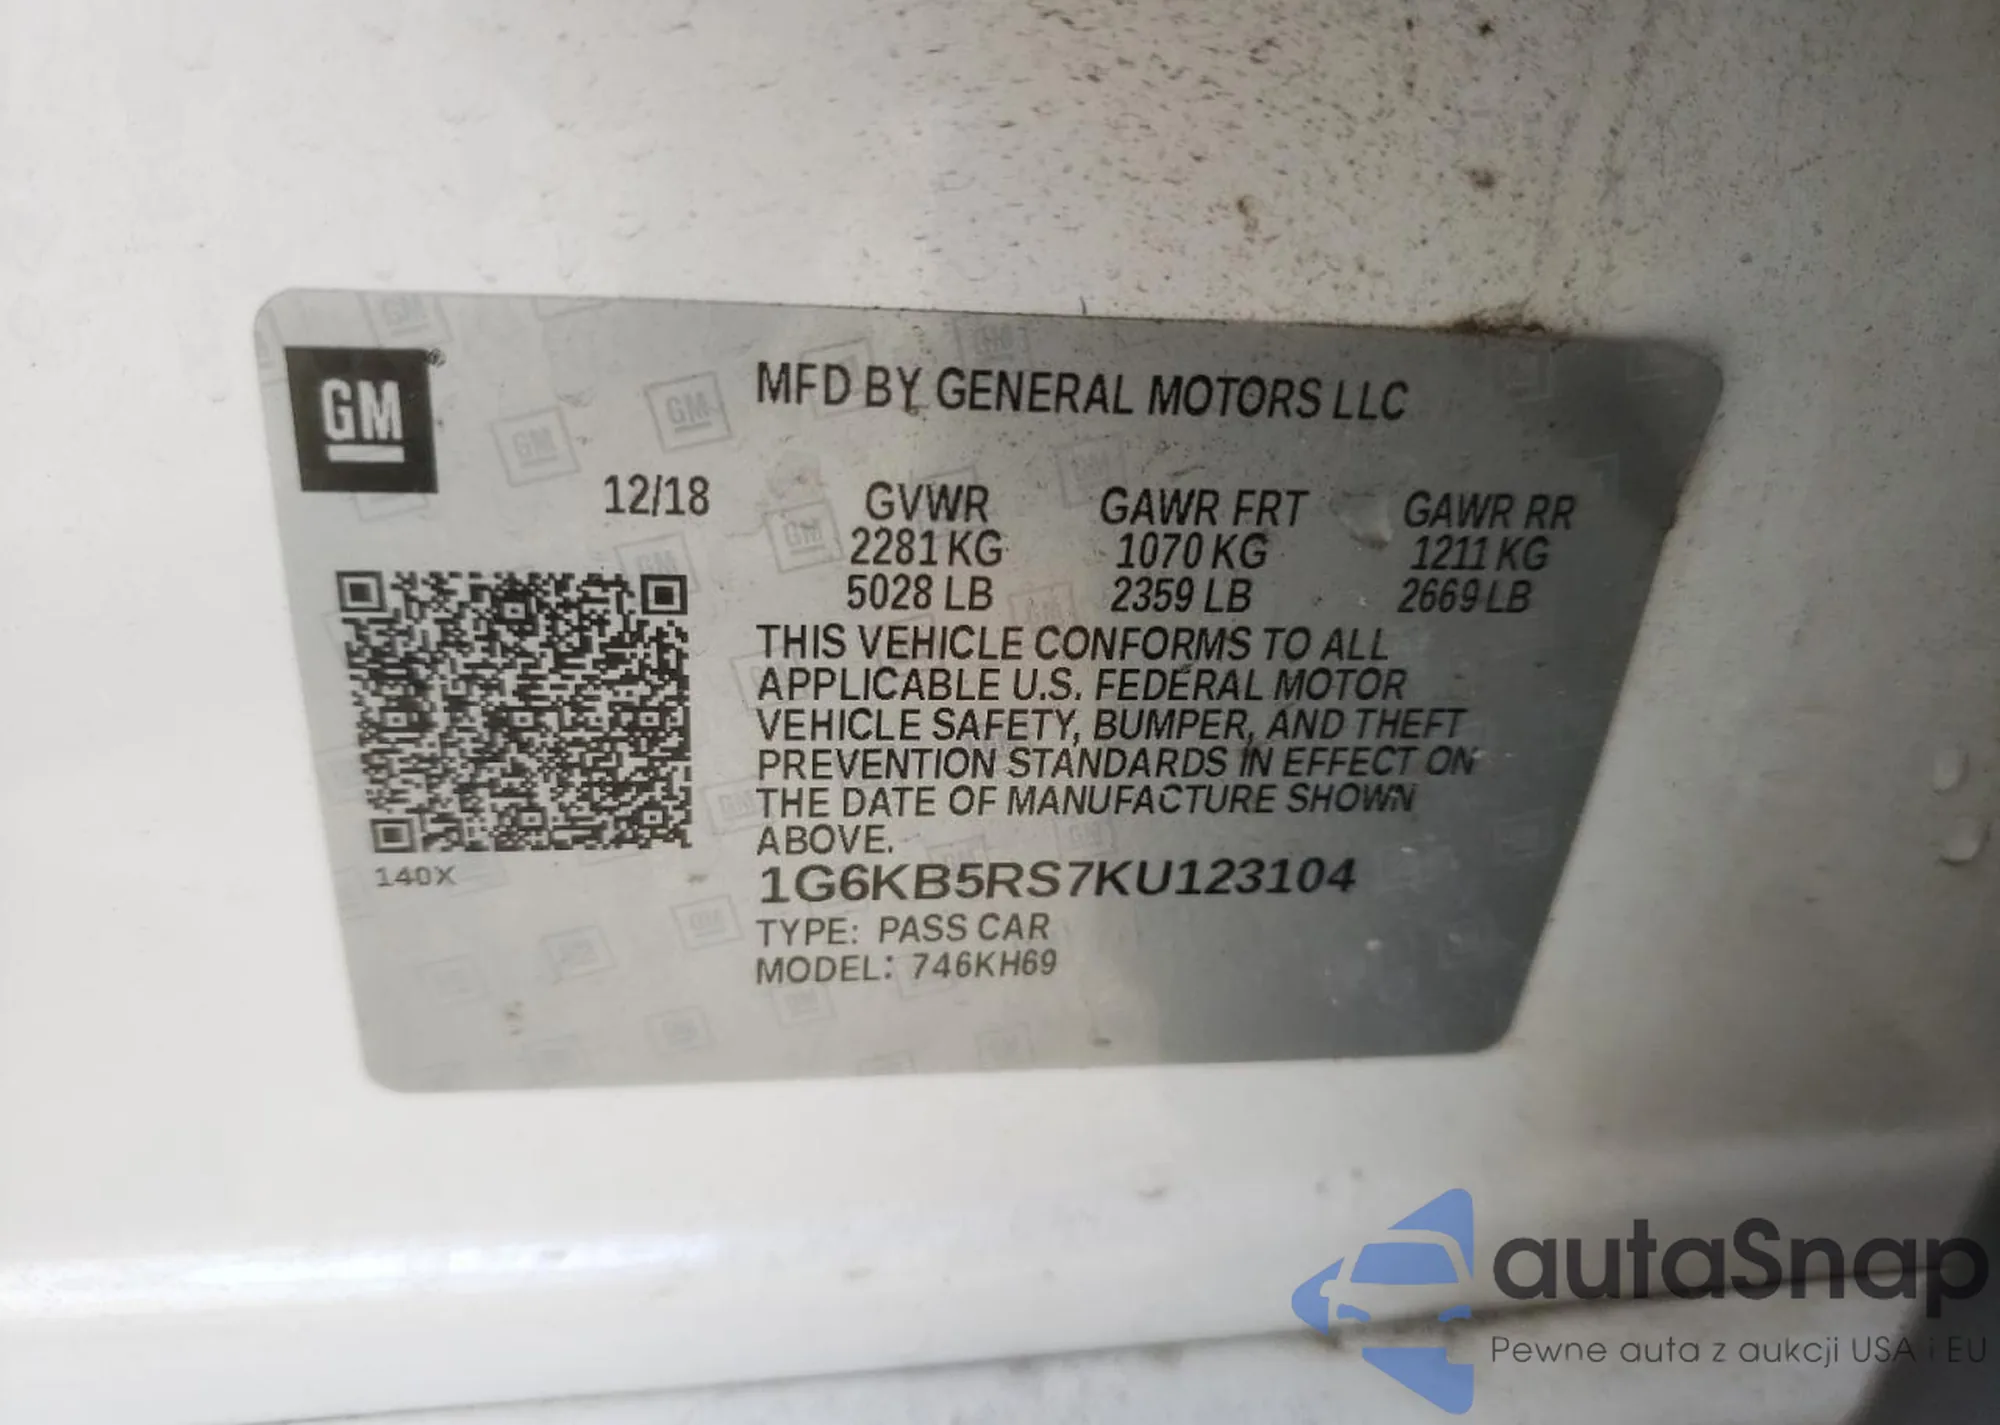 GM®
MFD BY GENERAL MOTORS LLC
12/18
GVWR GAWR FRT GAWR RR
2281 KG 1070 KG 1211 KG
5028 LB 2359 LB 2669 LB
THIS VEHICLE CONFORMS TO ALL
APPLICABLE U.S. FEDERAL MOTOR
VEHICLE SAFETY, BUMPER, AND THEFT
PREVENTION STANDARDS IN EFFECT ON
THE DATE OF MANUFACTURE SHOWN
ABOVE.
140X
1G6KB5RS7KU123104
TYPE: PASS CAR
MODEL: 746KH69
autaSnap
Pewne auta z aukcji USA i EU